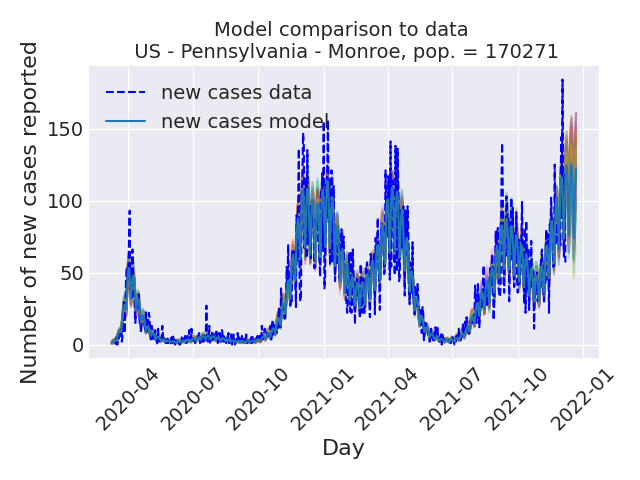 Model comparison to data
US - Pennsylvania - Monroe, pop. = 170271
Number of new cases reported
new cases data
new cases model
150
100
50
0
2020-04
2020-07
2020-10
2021-01
2021-04
2021-07
2021-10
2022-01
Day